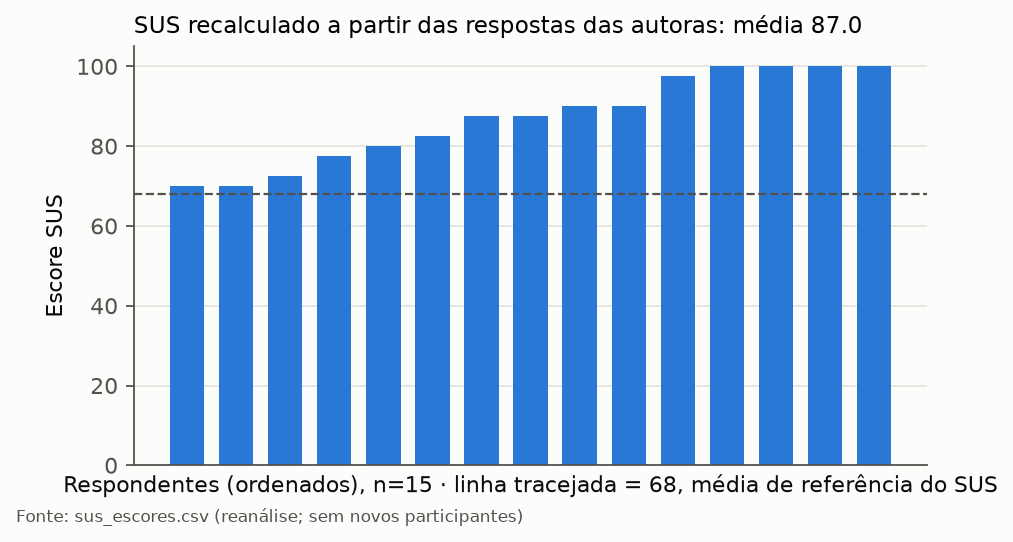 SUS recalculado a partir das respostas das autoras: média 87.0
Escore SUS
100
80
60
40
20
0
Respondentes (ordenados), n=15 · linha tracejada = 68, média de referência do SUS
Fonte: sus_escores.csv (reanálise; sem novos participantes)